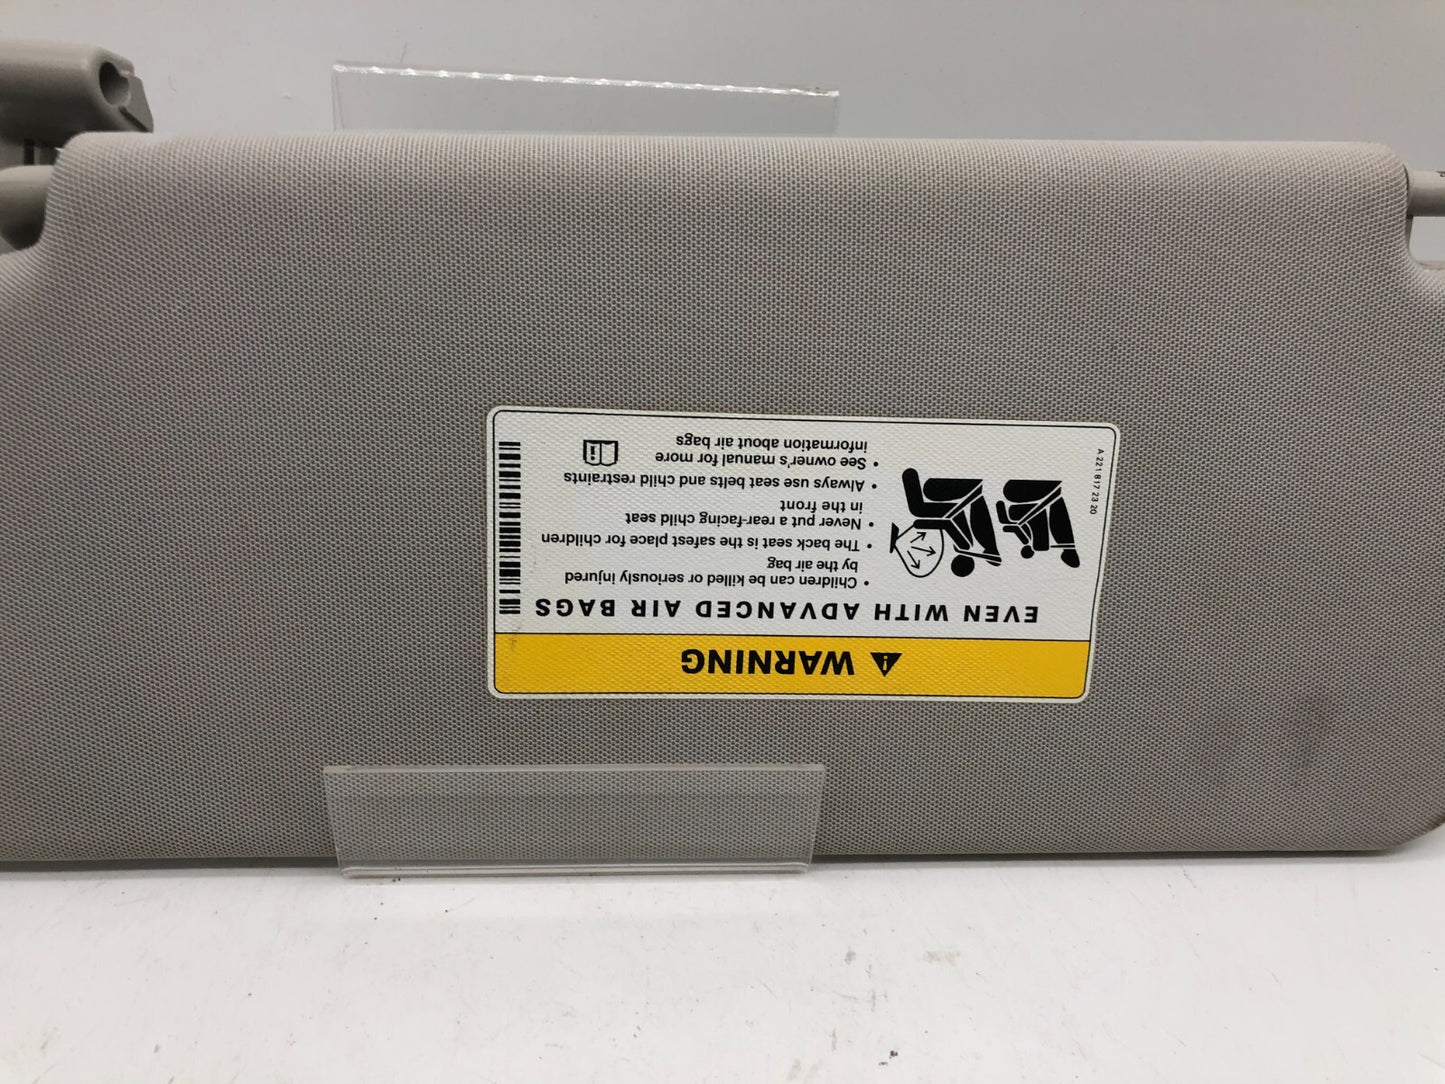 WARNING
EVEN WITH ADVANCED AIR BAGS
• Children can be killed or seriously injured
by the air bag
• The back seat is the safest place for children
• Never put a rear-facing child seat
in the front
• Always use seat belts and child restraints
• See owner's manual for more
information about air bags
A 221 817 23 20